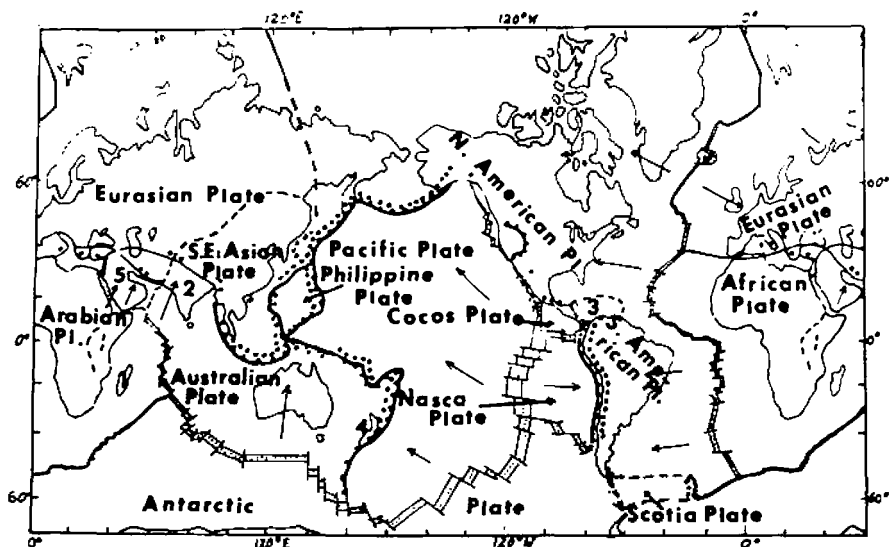 120°E 120°W 0°
60°
N. American Pl.
Eurasian Plate
Eurasian Plate
S.E. Asian Plate
Pacific Plate
Philippine Plate
African Plate
5
2
3
Arabian Pl.
Cocos Plate
S. American Pl.
0°
0°
Australian Plate
Nasca Plate
4
1
60°
60°
Antarctic Plate
Scotia Plate
0° 120°E 120°W 0°